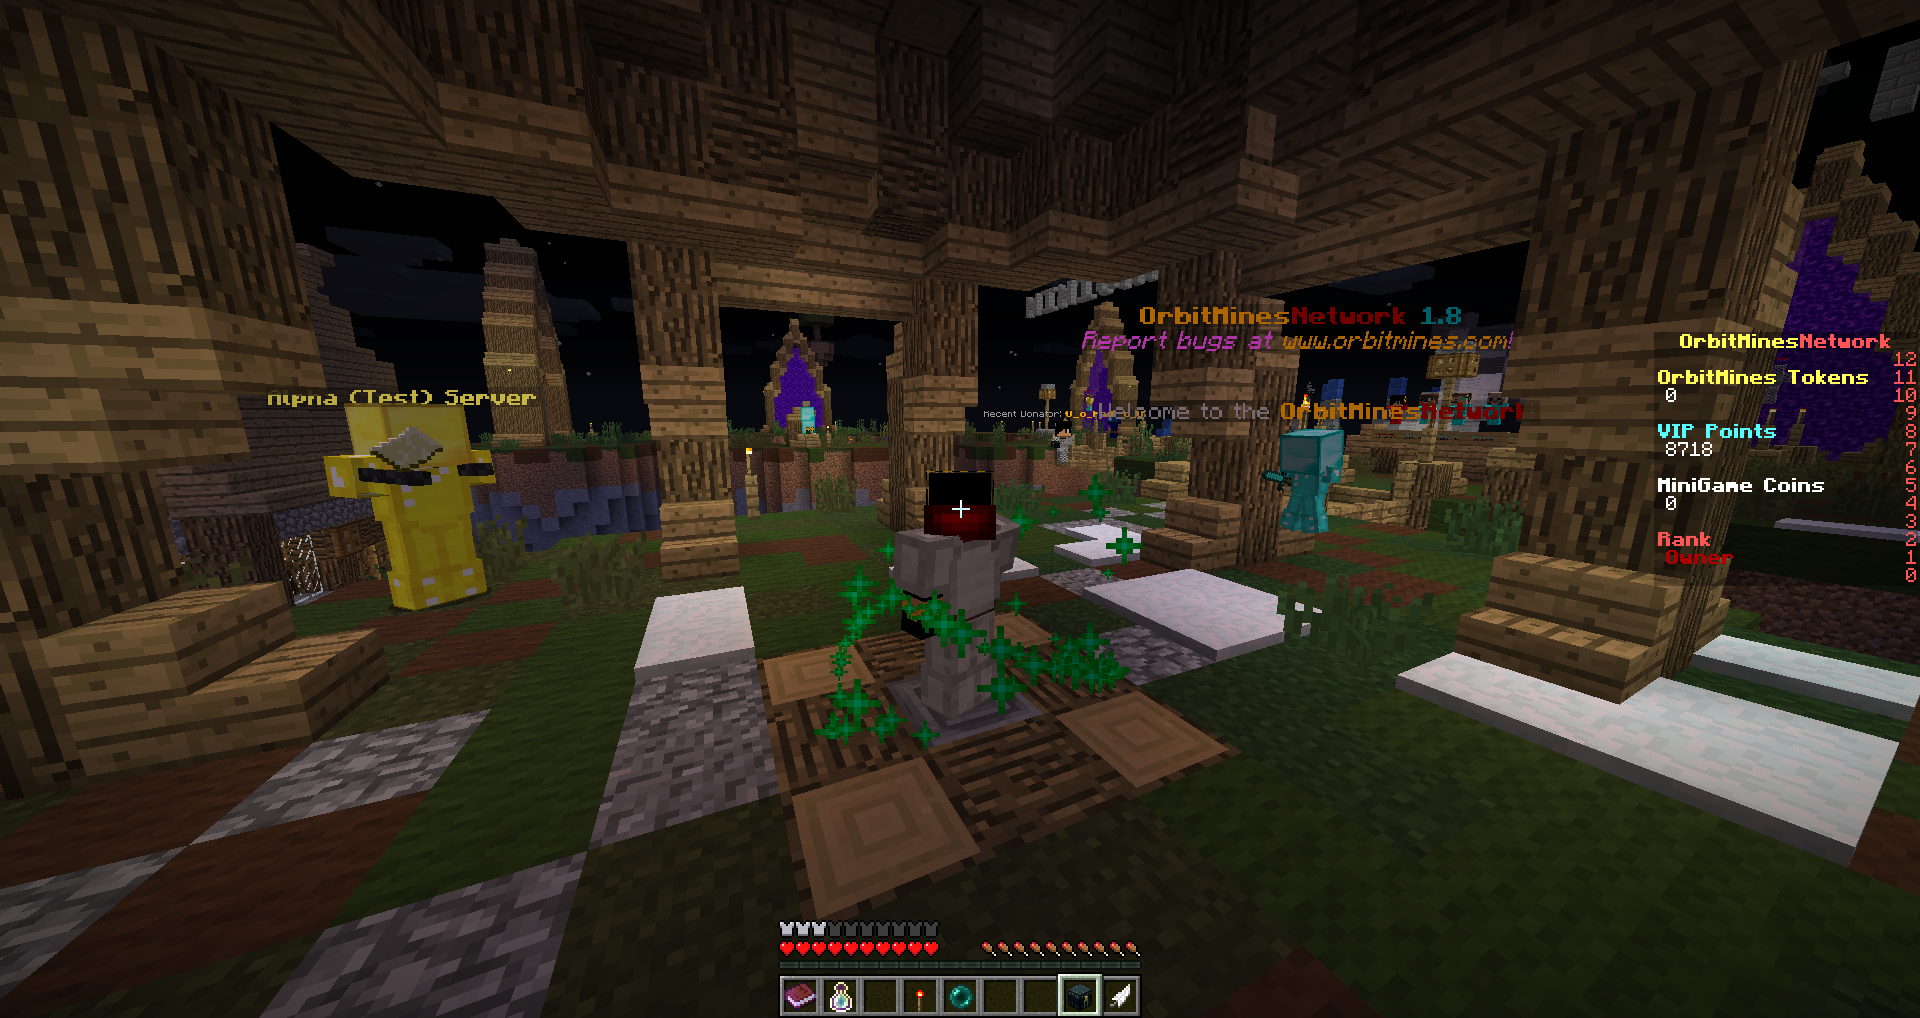 OrbitMinesNetwork 1.8
Report bugs at www.orbitmines.com!
Alpha (Test) Server
Recent Donator:
Welcome to the OrbitMinesNetwork
OrbitMinesNetwork
12
OrbitMines Tokens 11
0 10
9
VIP Points 8
8718 7
6
MiniGame Coins 5
0 4
3
Rank 2
Owner 1
0